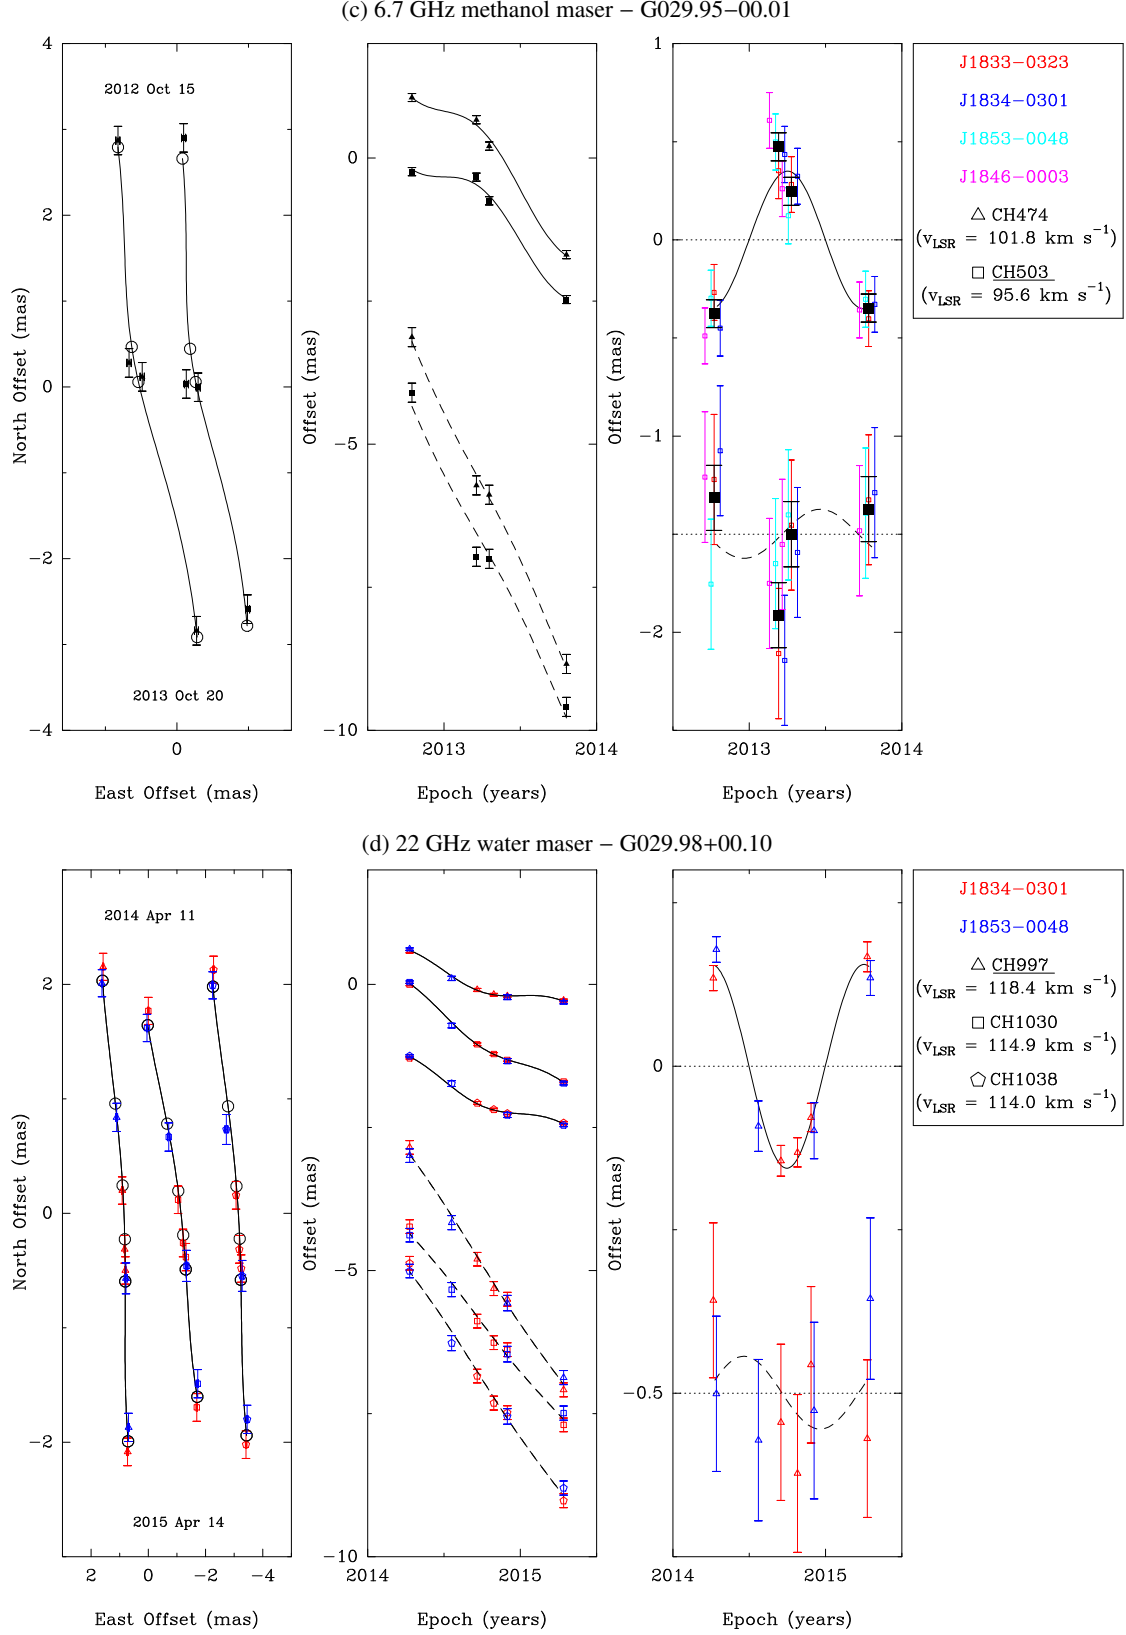 (c) 6.7 GHz methanol maser – G029.95−00.01
4
2
0
−2
−4
North Offset (mas)
2012 Oct 15
2013 Oct 20
0
East Offset (mas)
0
−5
−10
Offset (mas)
2013
2014
Epoch (years)
1
0
−1
−2
Offset (mas)
2013
2014
Epoch (years)
J1833−0323
J1834−0301
J1853−0048
J1846−0003
CH474
(vLSR = 101.8 km s−1)
CH503
(vLSR = 95.6 km s−1)
(d) 22 GHz water maser – G029.98+00.10
2
0
−2
North Offset (mas)
2014 Apr 11
2015 Apr 14
2
0
−2
−4
East Offset (mas)
0
−5
−10
Offset (mas)
2014
2015
Epoch (years)
0
−0.5
Offset (mas)
2014
2015
Epoch (years)
J1834−0301
J1853−0048
CH997
(vLSR = 118.4 km s−1)
CH1030
(vLSR = 114.9 km s−1)
CH1038
(vLSR = 114.0 km s−1)